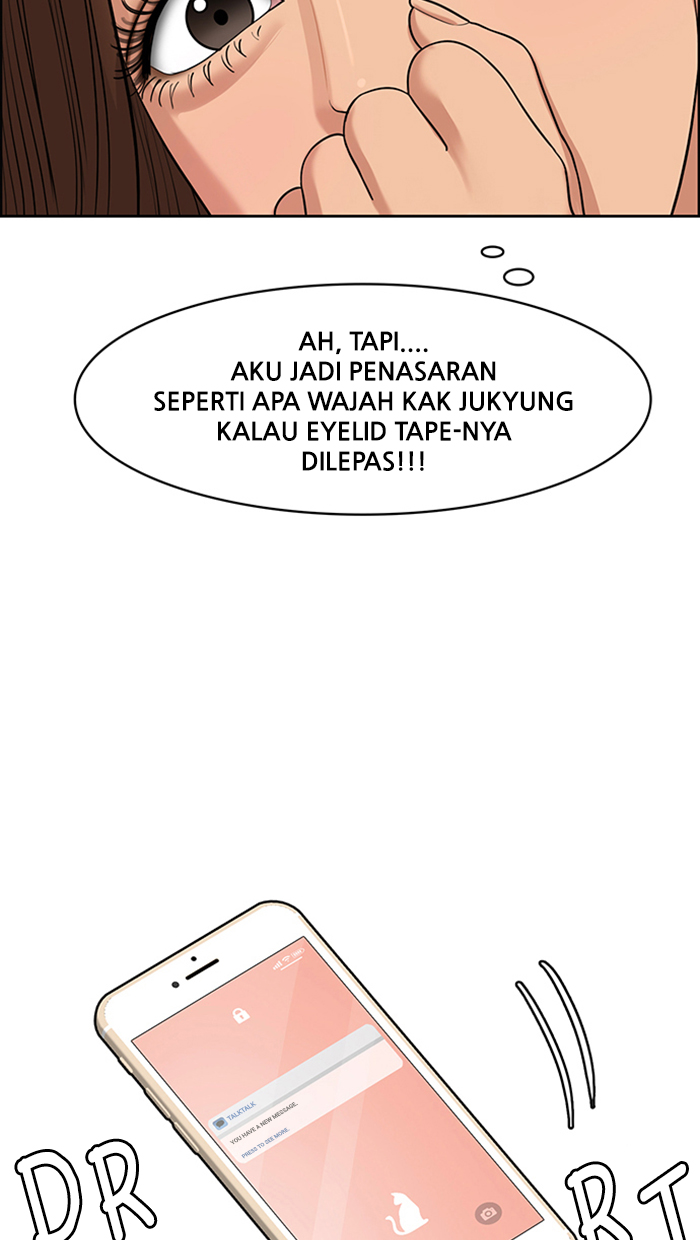 AH, TAPI....
AKU JADI PENASARAN
SEPERTI APA WAJAH KAK JUKYUNG
KALAU EYELID TAPE-NYA
DILEPAS!!!
TALKTALK
YOU HAVE A NEW MESSAGE.
PRESS TO SEE MORE.
DR
RT